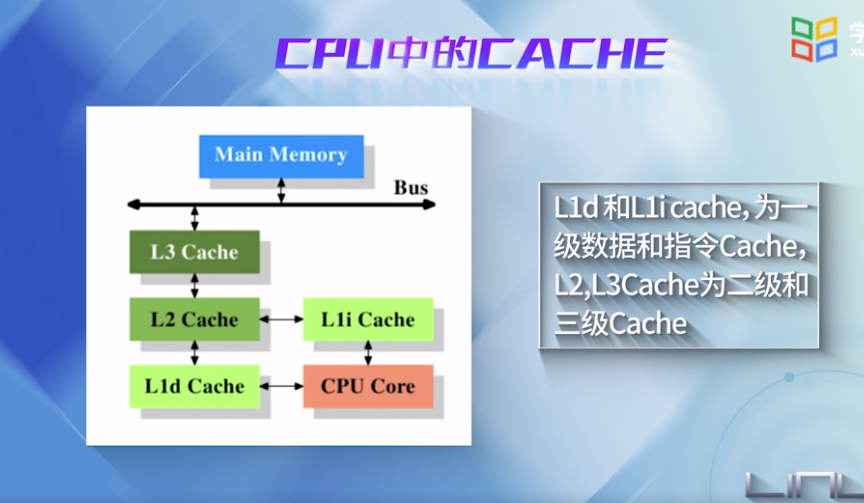 CPU中的CACHE
学
xu
Main Memory
Bus
L3 Cache
L2 Cache
L1i Cache
L1d Cache
CPU Core
L1d 和L1i cache, 为一
级数据和指令Cache,
L2,L3Cache为二级和
三级Cache